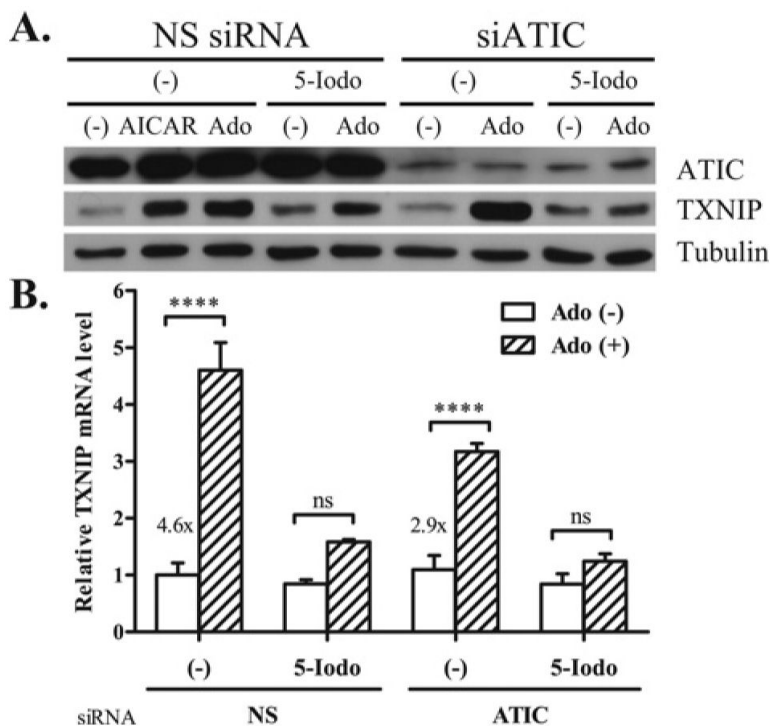 A.
NS siRNA siATIC
(-) 5-Iodo (-) 5-Iodo
(-) AICAR Ado (-) Ado (-) Ado (-) Ado
ATIC
TXNIP
Tubulin
B.
Relative TXNIP mRNA level
6
5
4
3
2
1
0
****
4.6x
ns
****
2.9x
ns
Ado (-)
Ado (+)
(-) 5-Iodo (-) 5-Iodo
siRNA NS ATIC